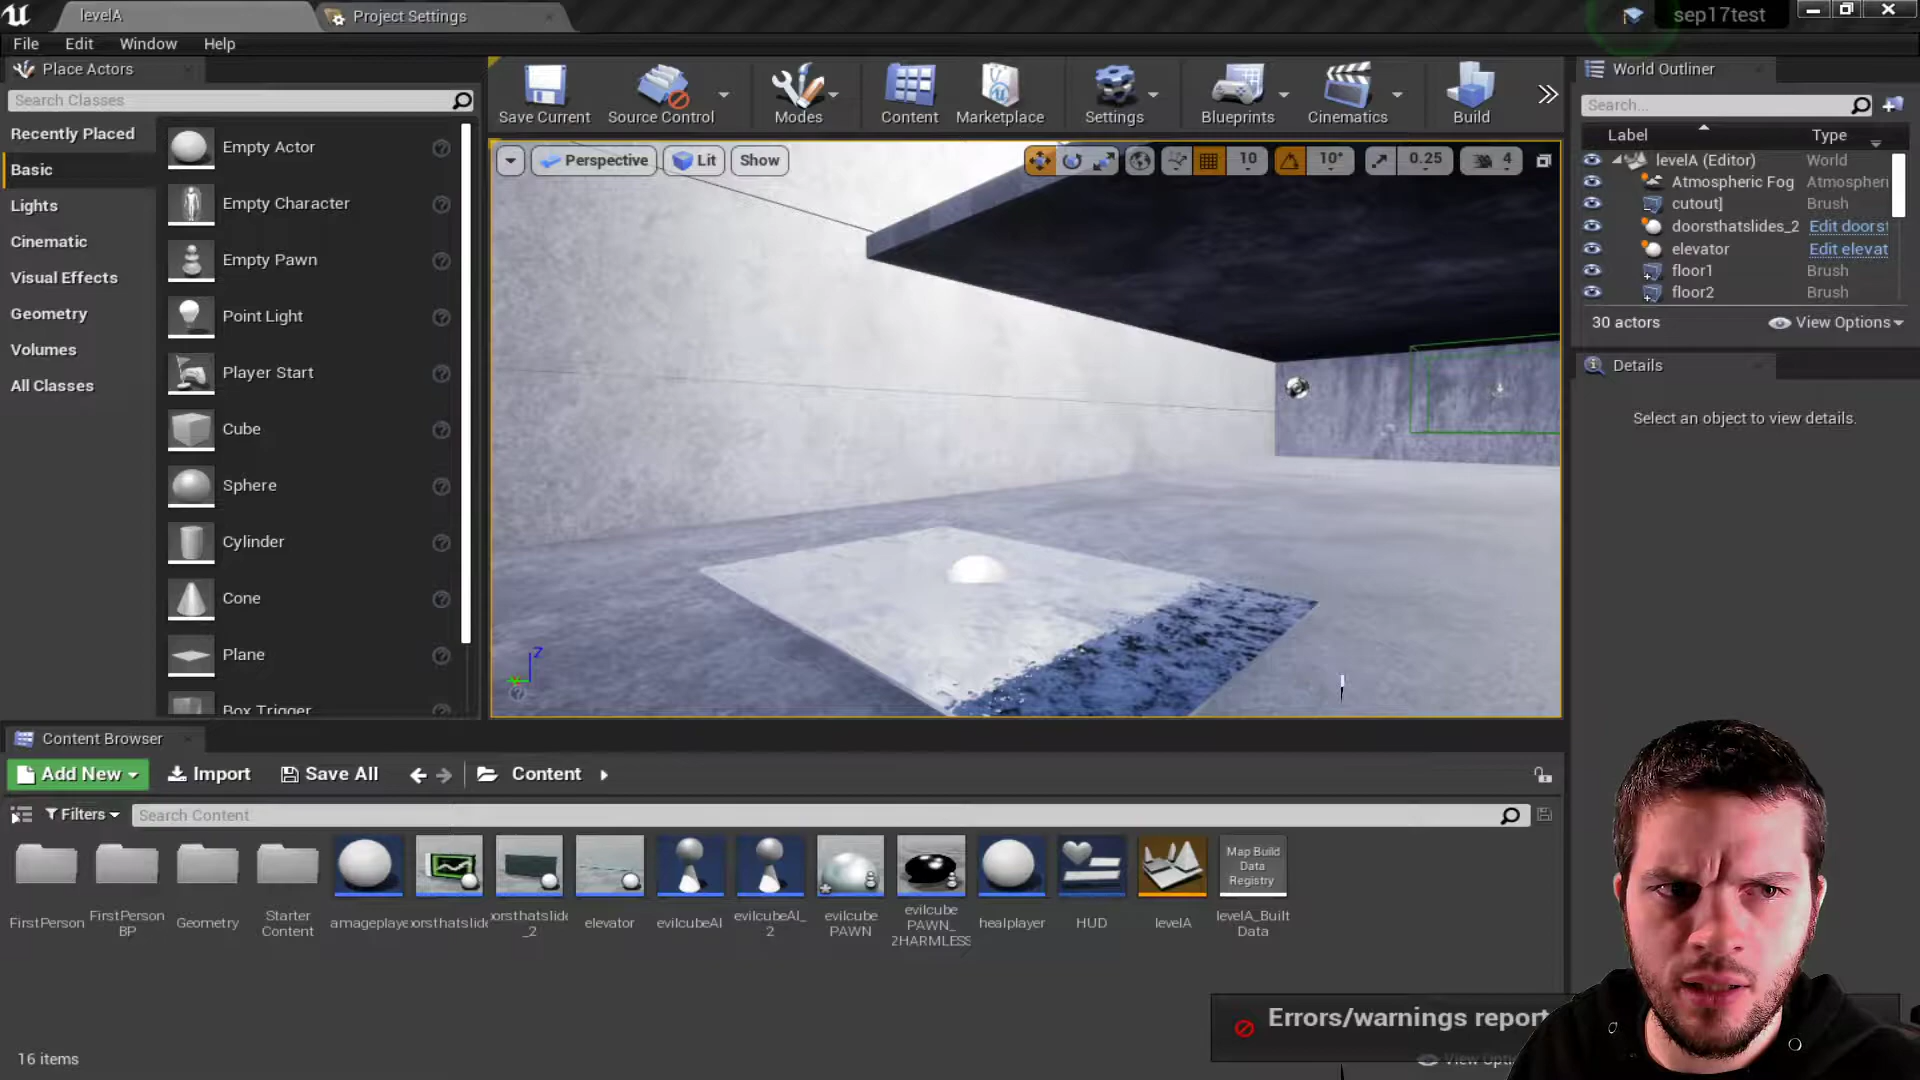 levelA
Project Settings
sep17test
File Edit Window Help
Place Actors
Search Classes
Recently Placed
Basic
Lights
Cinematic
Visual Effects
Geometry
Volumes
All Classes
Empty Actor
Empty Character
Empty Pawn
Point Light
Player Start
Cube
Sphere
Cylinder
Cone
Plane
Box Trigger
Save Current
Source Control
Modes
Content
Marketplace
Settings
Blueprints
Cinematics
Build
Perspective
Lit
Show
10
10°
0.25
4
Z
World Outliner
Search...
Label Type
levelA (Editor) World
Atmospheric Fog Atmospheri
cutout] Brush
doorsthatslides_2 Edit doorst
elevator Edit elevat
floor1 Brush
floor2 Brush
30 actors
View Options
Details
Select an object to view details.
Content Browser
Add New
Import
Save All
Content
Filters
Search Content
FirstPerson
FirstPerson
BP
Geometry
Starter
Content
amageplaye
orsthatslide
orsthatslide
_2
elevator
evilcubeAI
evilcubeAI_
2
evilcube
PAWN
evilcube
PAWN_
2HARMLESS
healplayer
HUD
levelA
Map Build
Data
Registry
levelA_Built
Data
16 items
Errors/warnings report
View Opti